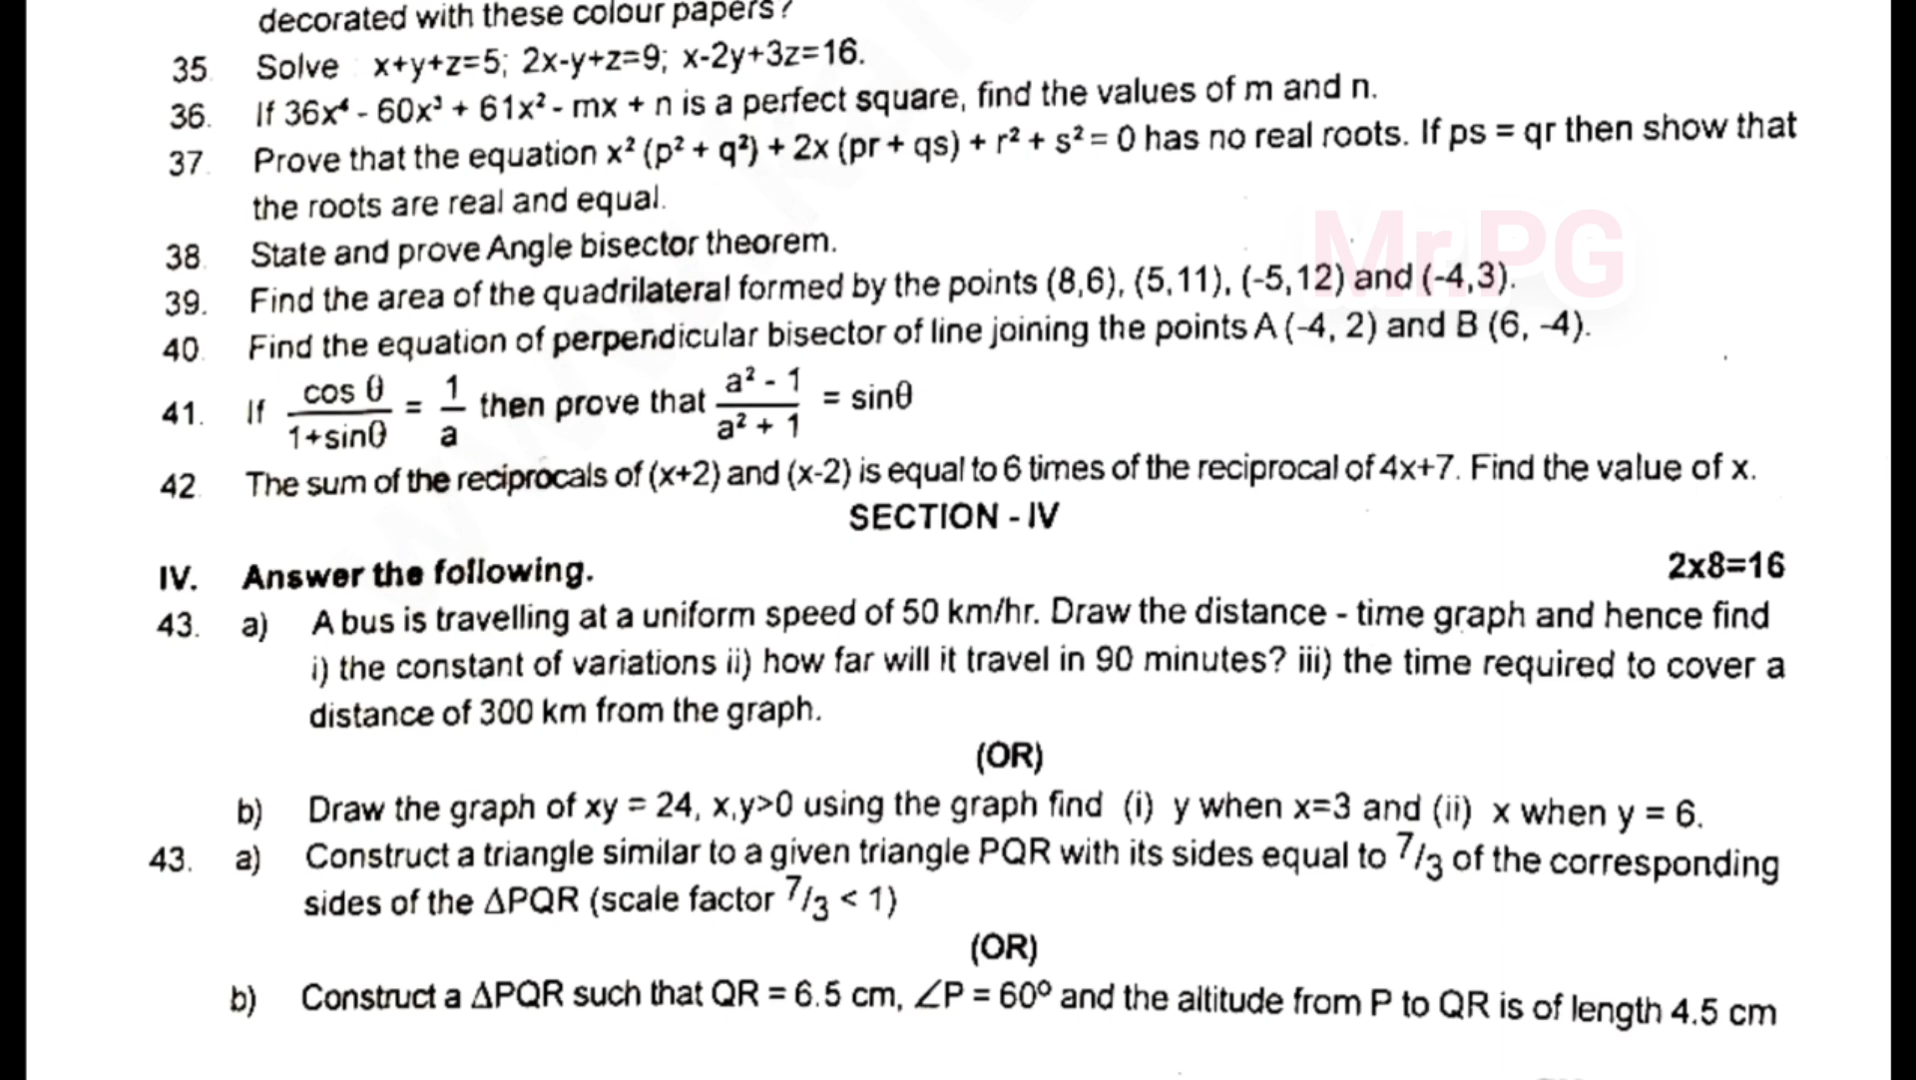 decorated with these colour papers?
35. Solve x+y+z=5; 2x-y+z=9; x-2y+3z=16.
36. If 36x⁴ - 60x³ + 61x² - mx + n is a perfect square, find the values of m and n.
37. Prove that the equation x² (p² + q²) + 2x (pr + qs) + r² + s² = 0 has no real roots. If ps = qr then show that
the roots are real and equal.
38. State and prove Angle bisector theorem.
Mr.PG
39. Find the area of the quadrilateral formed by the points (8,6), (5,11), (-5,12) and (-4,3).
40. Find the equation of perpendicular bisector of line joining the points A (-4, 2) and B (6, -4).
41. If cos θ / 1+sinθ = 1 / a then prove that a² - 1 / a² + 1 = sinθ
42. The sum of the reciprocals of (x+2) and (x-2) is equal to 6 times of the reciprocal of 4x+7. Find the value of x.
SECTION - IV
IV. Answer the following. 2x8=16
43. a) A bus is travelling at a uniform speed of 50 km/hr. Draw the distance - time graph and hence find
i) the constant of variations ii) how far will it travel in 90 minutes? iii) the time required to cover a
distance of 300 km from the graph.
(OR)
b) Draw the graph of xy = 24, x,y>0 using the graph find (i) y when x=3 and (ii) x when y = 6.
43. a) Construct a triangle similar to a given triangle PQR with its sides equal to 7/3 of the corresponding
sides of the ΔPQR (scale factor 7/3 < 1)
(OR)
b) Construct a ΔPQR such that QR = 6.5 cm, ∠P = 60⁰ and the altitude from P to QR is of length 4.5 cm